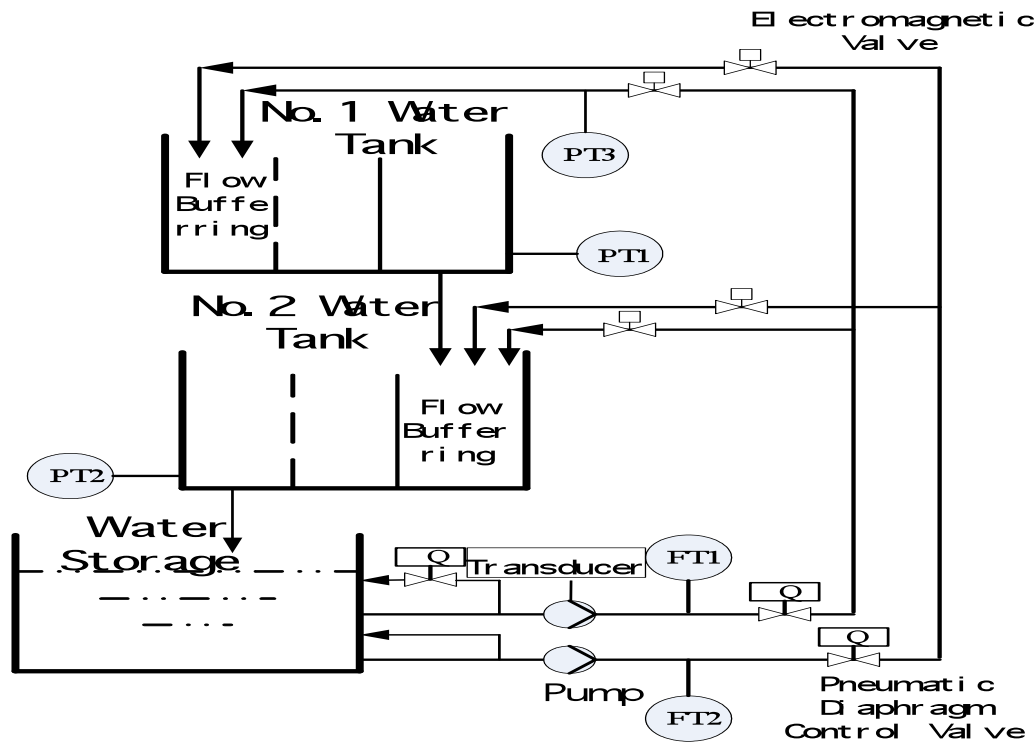 Electromagnetic
Valve
No. 1 Water
Tank
PT3
Flow
Buffe
rring
PT1
No. 2 Water
Tank
Flow
Buffer
ring
PT2
Water
Storage
Q
Transducer
FT1
Q
Q
Pump
FT2
Pneumatic
Diaphragm
Control Valve